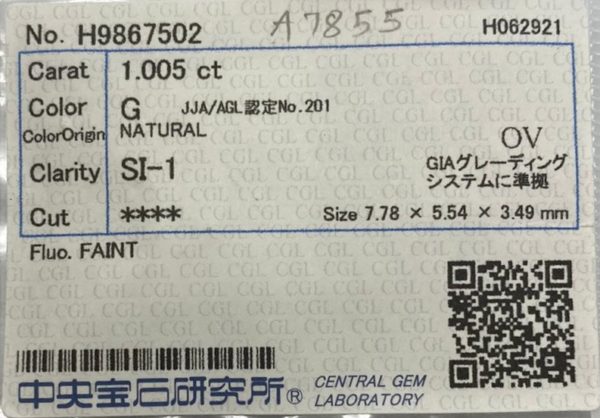 No. H9867502 A7855 H062921
Carat 1.005 ct
Color G JJA/AGL認定No.201
ColorOrigin NATURAL
OV
Clarity SI-1 GIAグレーディング
システムに準拠
Cut **** Size 7.78 × 5.54 × 3.49 mm
Fluo. FAINT
中央宝石研究所® CENTRAL GEM
LABORATORY